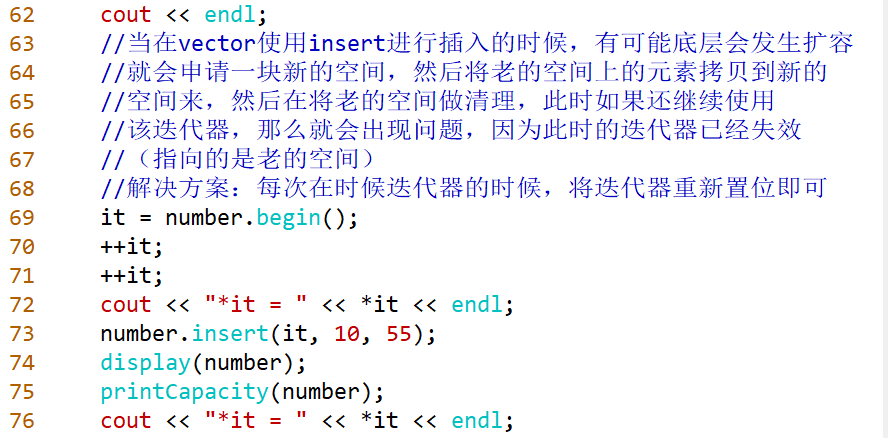 62 cout << endl;
63 //当在vector使用insert进行插入的时候，有可能底层会发生扩容
64 //就会申请一块新的空间，然后将老的空间上的元素拷贝到新的
65 //空间来，然后在将老的空间做清理，此时如果还继续使用
66 //该迭代器，那么就会出现问题，因为此时的迭代器已经失效
67 //（指向的是老的空间）
68 //解决方案：每次在时候迭代器的时候，将迭代器重新置位即可
69 it = number.begin();
70 ++it;
71 ++it;
72 cout << "*it = " << *it << endl;
73 number.insert(it, 10, 55);
74 display(number);
75 printCapacity(number);
76 cout << "*it = " << *it << endl;